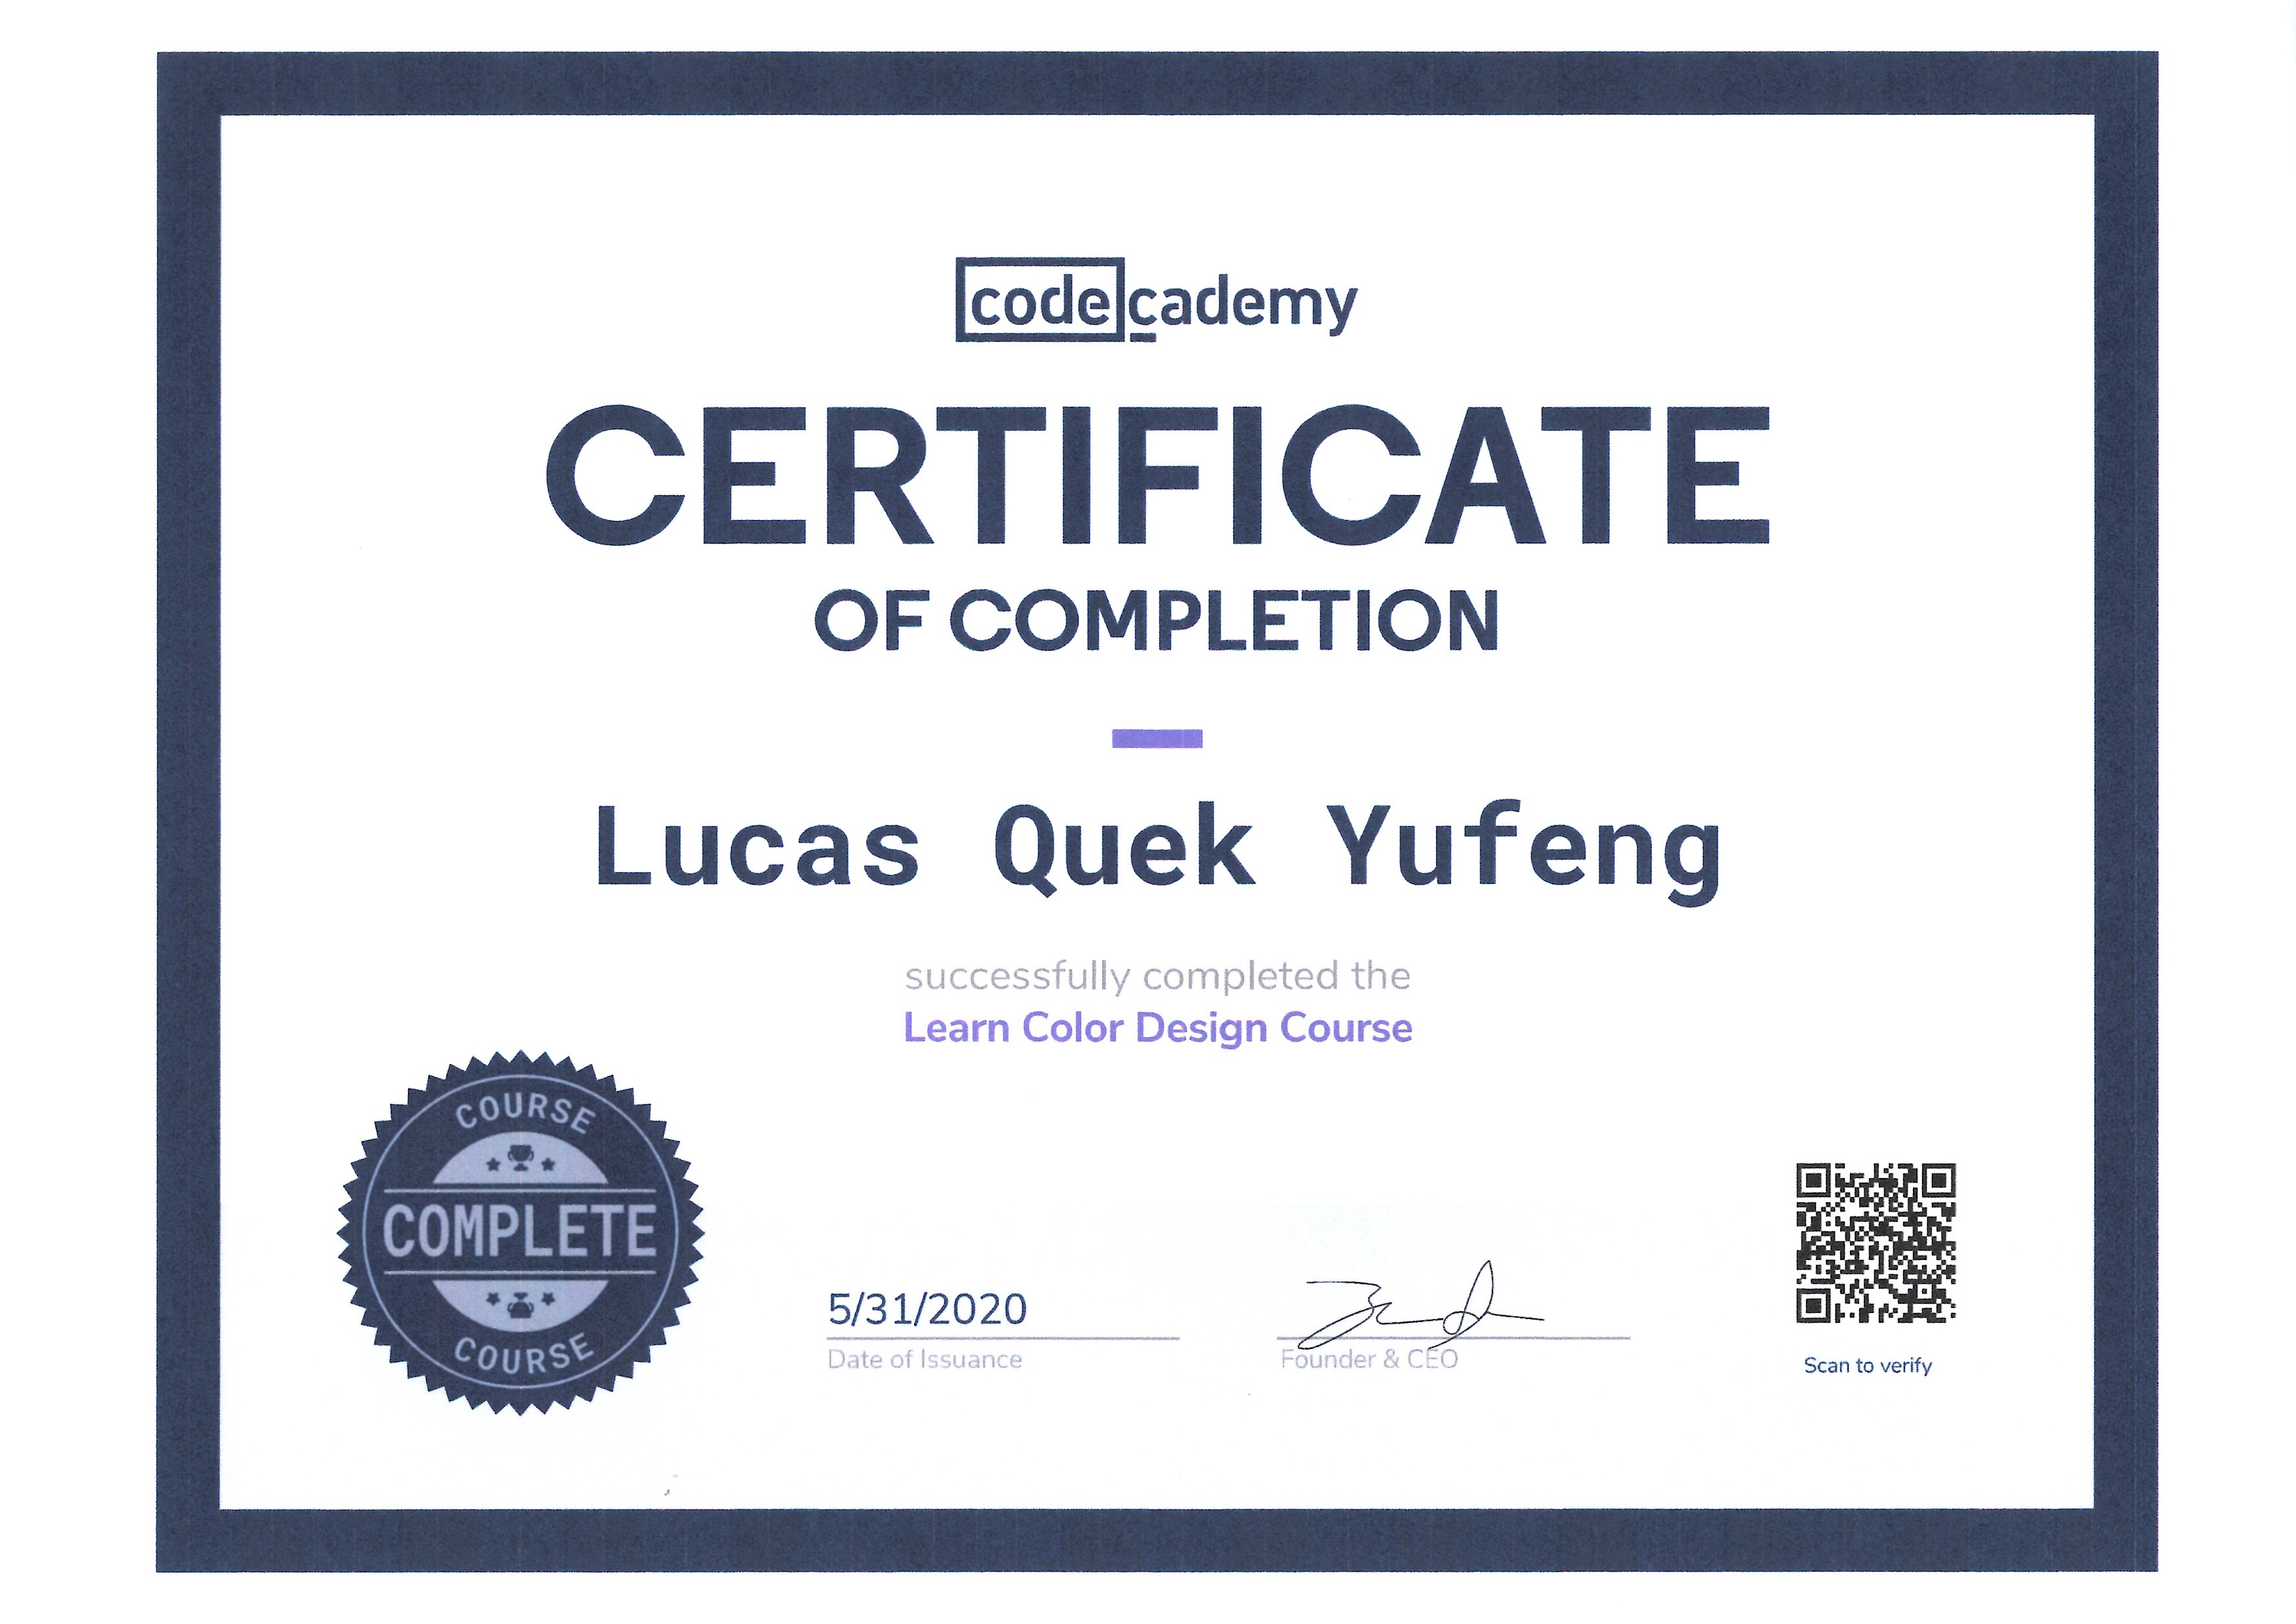 codecademy
CERTIFICATE
OF COMPLETION
Lucas Quek Yufeng
successfully completed the
Learn Color Design Course
COURSE
COMPLETE
COURSE
5/31/2020
Date of Issuance
Founder & CEO
Scan to verify